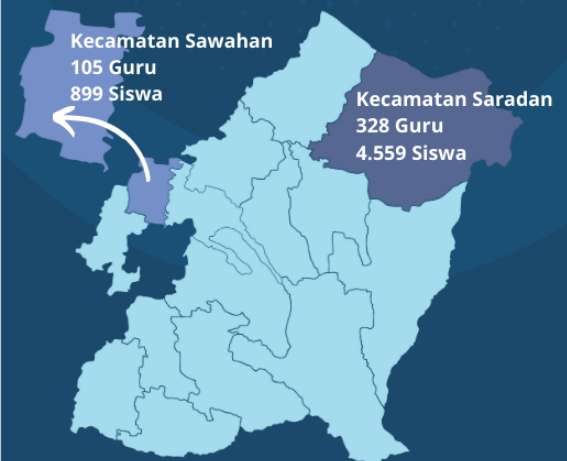 Kecamatan Sawahan
105 Guru
899 Siswa
Kecamatan Saradan
328 Guru
4.559 Siswa